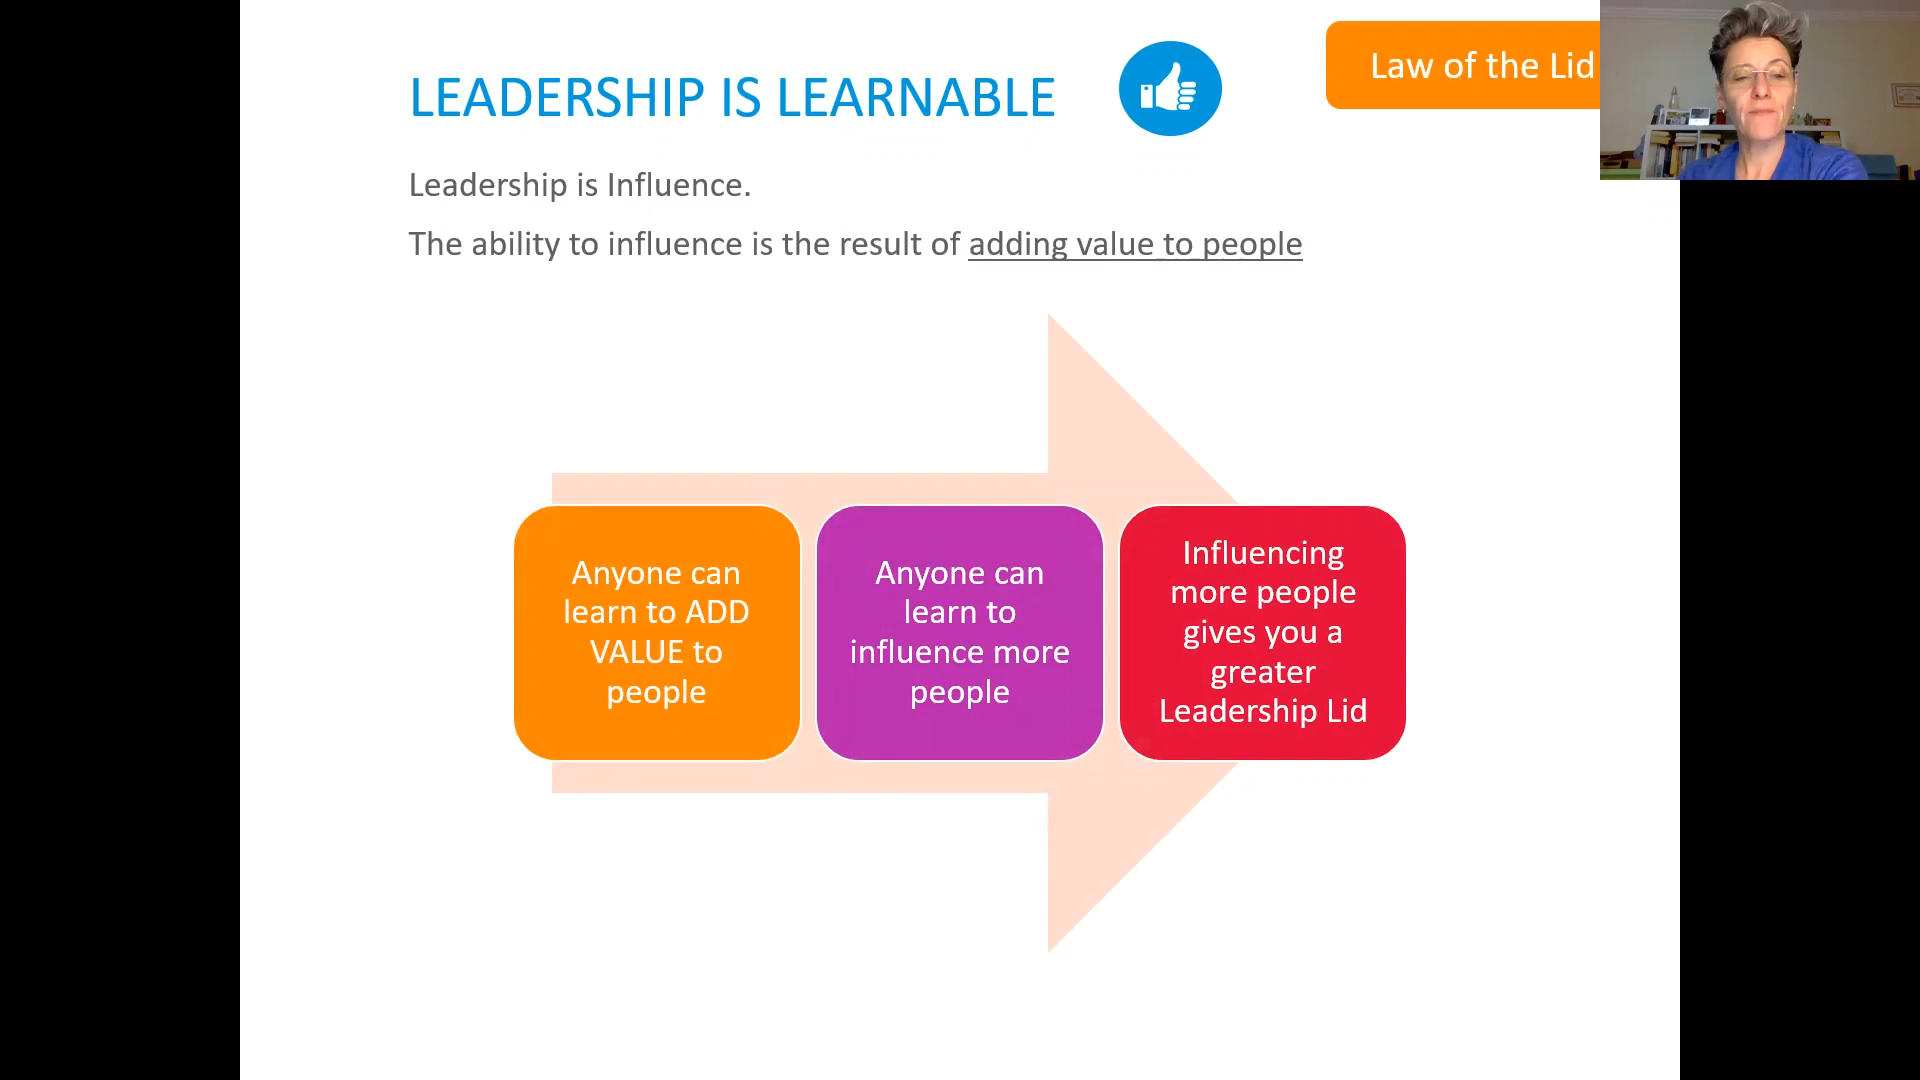 LEADERSHIP IS LEARNABLE
Law of the Lid
Leadership is Influence.
The ability to influence is the result of adding value to people
Anyone can
learn to ADD
VALUE to
people
Anyone can
learn to
influence more
people
Influencing
more people
gives you a
greater
Leadership Lid